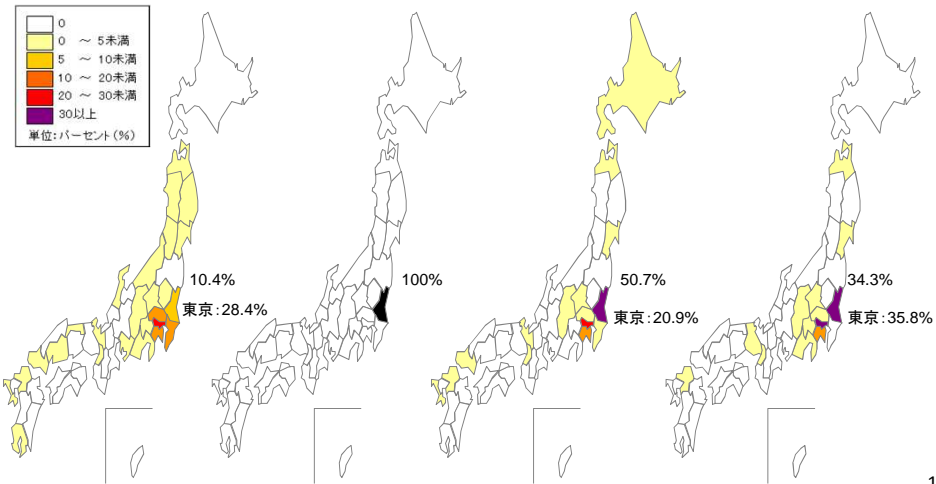 0
0 ～ 5未満
5 ～ 10未満
10 ～ 20未満
20 ～ 30未満
30以上
単位：パーセント（%）
10.4%
東京：28.4%
100%
50.7%
東京：20.9%
34.3%
東京：35.8%
1